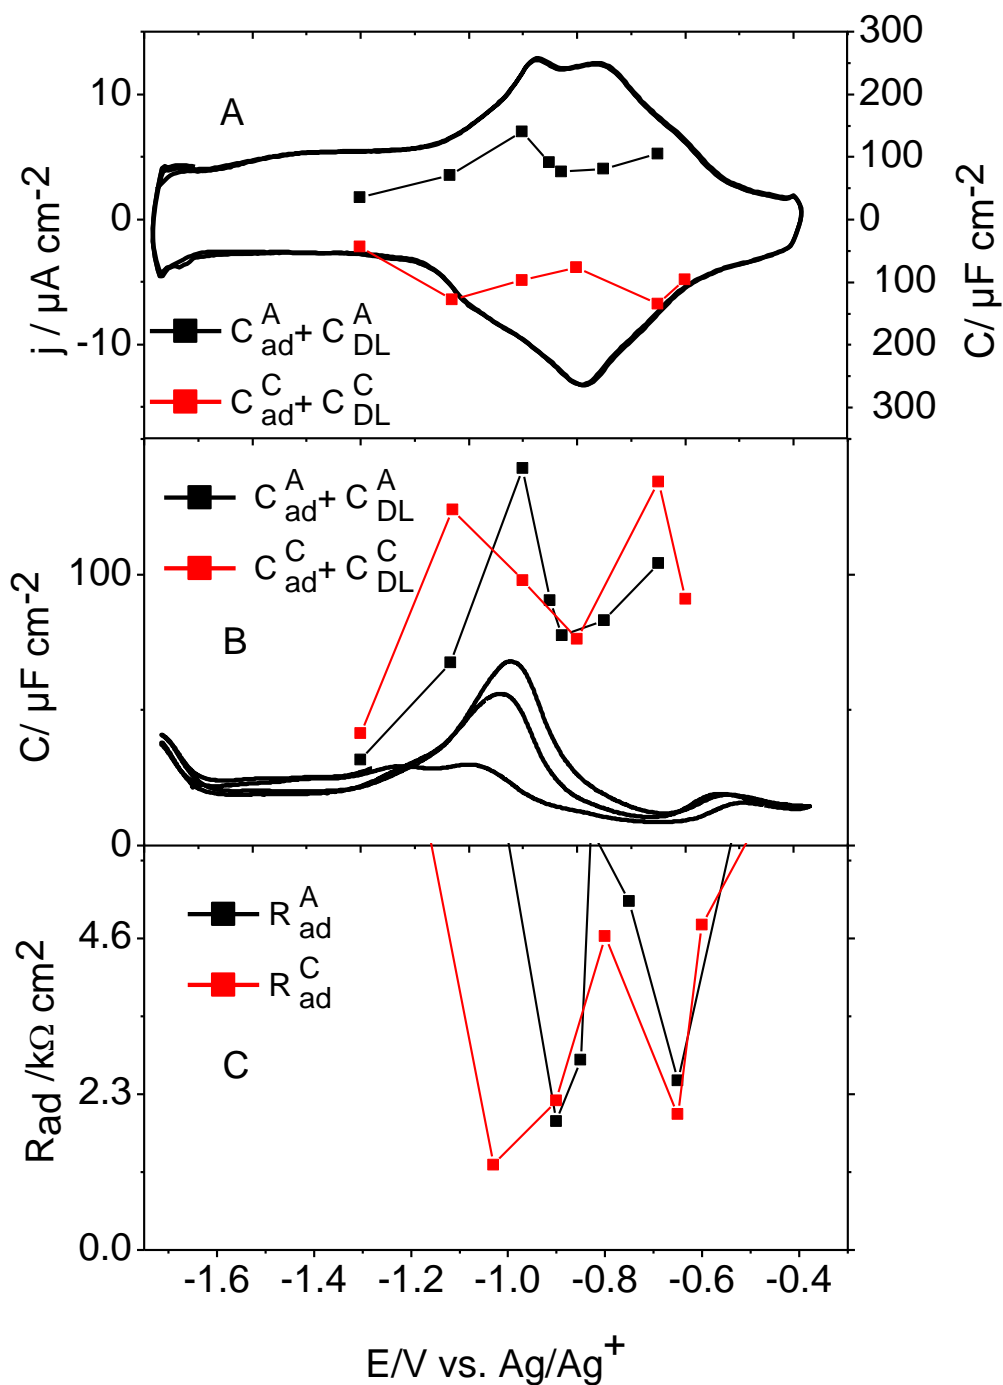 300
10
A
200
100
0
0
j / µA cm-2
C/ µF cm-2
100
C A ad + C A DL
-10
200
C C ad + C C DL
300
C A ad + C A DL
C C ad + C C DL
100
C/ µF cm-2
B
0
R A ad
4.6
R C ad
Rad /kΩ cm2
C
2.3
0.0
-1.6 -1.4 -1.2 -1.0 -0.8 -0.6 -0.4
E/V vs. Ag/Ag+